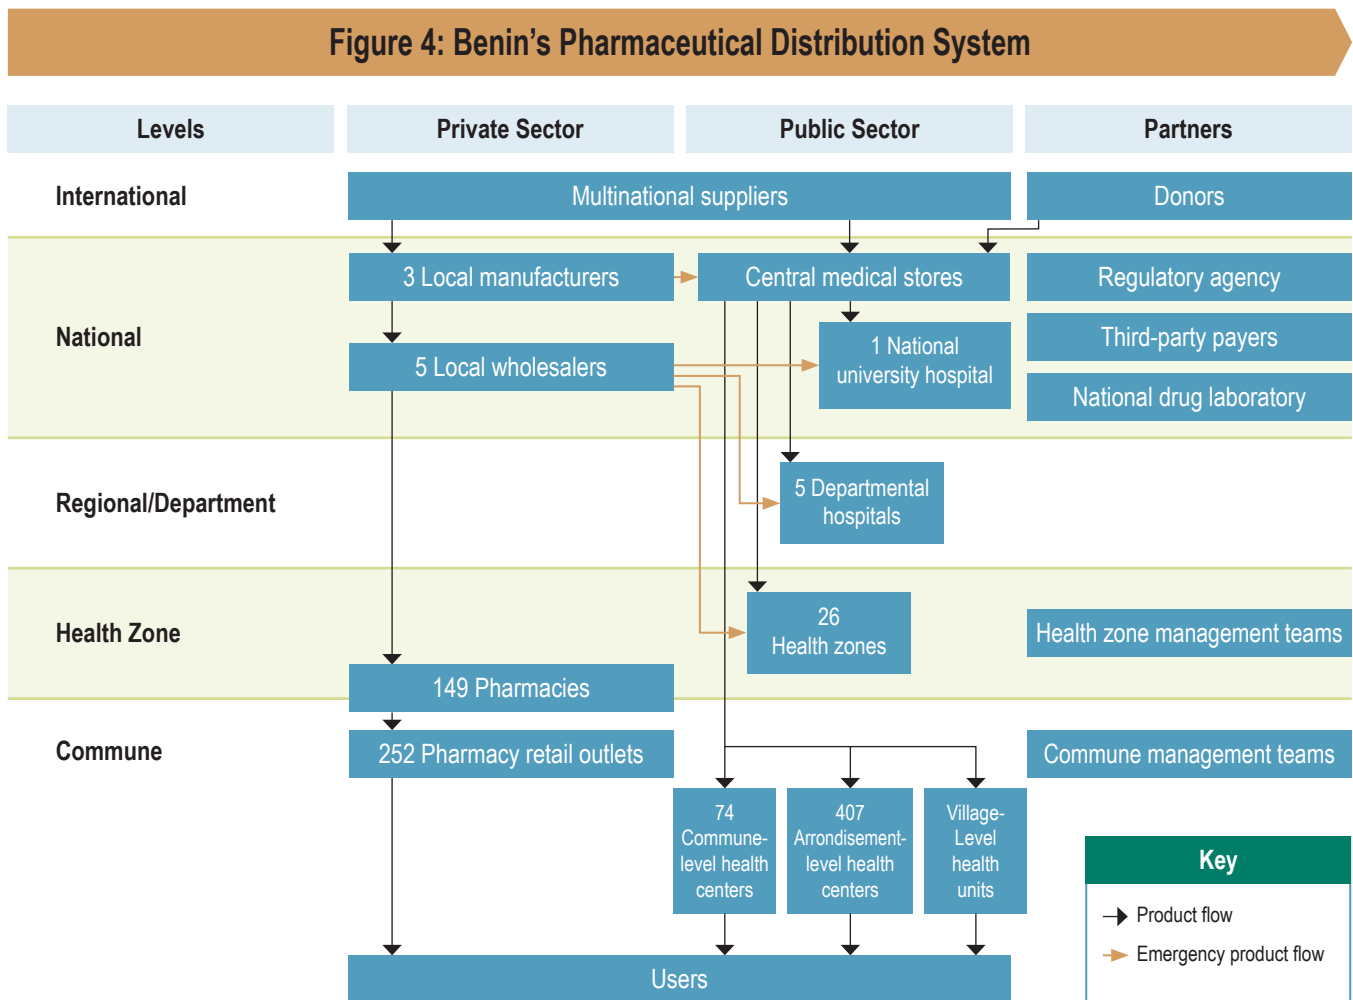 Figure 4: Benin's Pharmaceutical Distribution System
Levels
Private Sector
Public Sector
Partners
International
Multinational suppliers
Donors
National
3 Local manufacturers
Central medical stores
Regulatory agency
5 Local wholesalers
1 National
university hospital
Third-party payers
National drug laboratory
Regional/Department
5 Departmental
hospitals
Health Zone
26
Health zones
Health zone management teams
149 Pharmacies
Commune
252 Pharmacy retail outlets
Commune management teams
74
Commune-
level health
centers
407
Arrondisement-
level health
centers
Village-
Level
health
units
Users
Key
Product flow
Emergency product flow